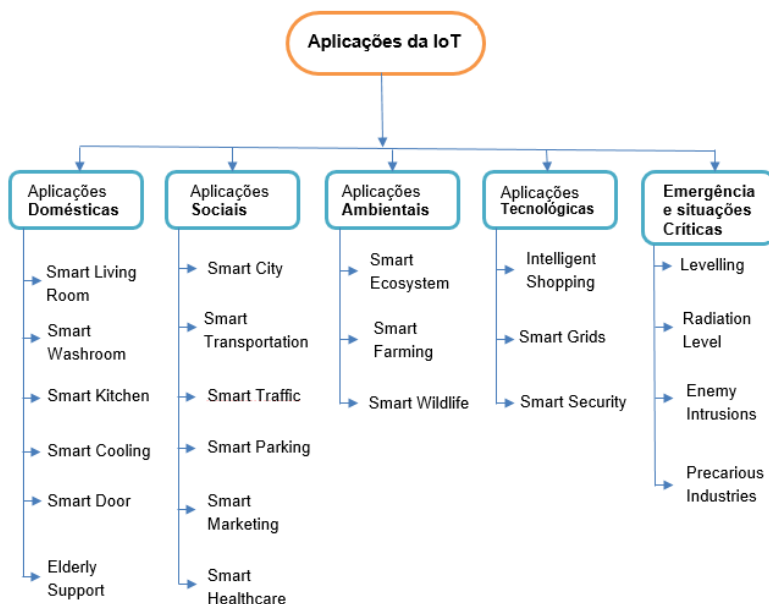 Aplicações da IoT
Aplicações
Domésticas
Smart Living
Room
Smart
Washroom
Smart Kitchen
Smart Cooling
Smart Door
Elderly
Support
Aplicações
Sociais
Smart City
Smart
Transportation
Smart Traffic
Smart Parking
Smart
Marketing
Smart
Healthcare
Aplicações
Ambientais
Smart
Ecosystem
Smart
Farming
Smart Wildlife
Aplicações
Tecnológicas
Intelligent
Shopping
Smart Grids
Smart Security
Emergência
e situações
Críticas
Levelling
Radiation
Level
Enemy
Intrusions
Precarious
Industries